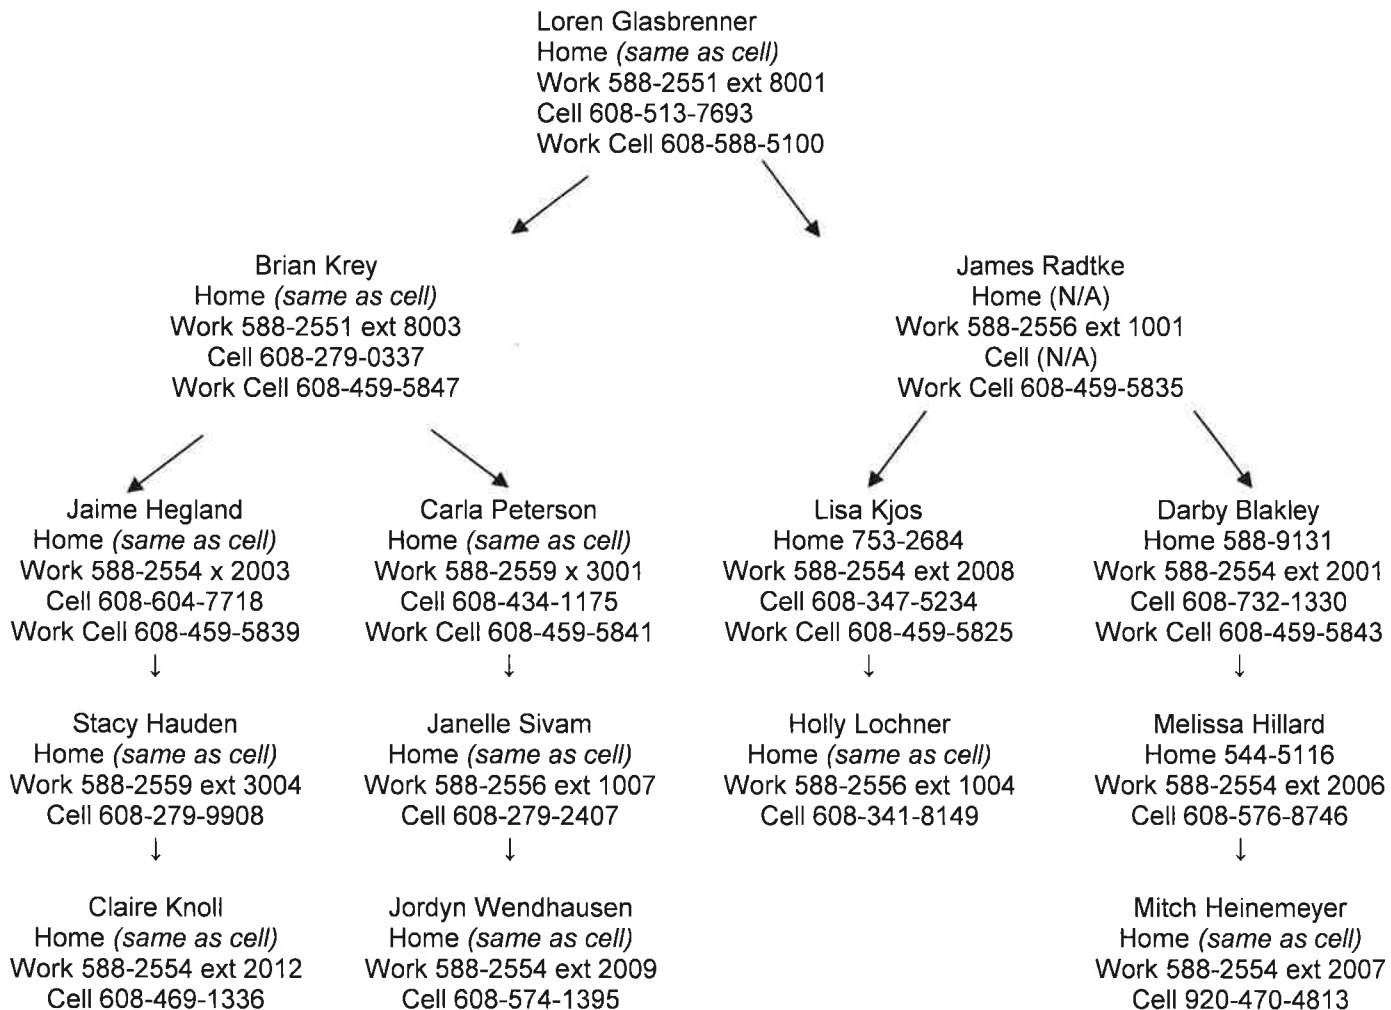 Loren Glasbrenner
Home (same as cell)
Work 588-2551 ext 8001
Cell 608-513-7693
Work Cell 608-588-5100
Brian Krey
Home (same as cell)
Work 588-2551 ext 8003
Cell 608-279-0337
Work Cell 608-459-5847
James Radtke
Home (N/A)
Work 588-2556 ext 1001
Cell (N/A)
Work Cell 608-459-5835
Jaime Hegland
Home (same as cell)
Work 588-2554 x 2003
Cell 608-604-7718
Work Cell 608-459-5839
↓
Stacy Hauden
Home (same as cell)
Work 588-2559 ext 3004
Cell 608-279-9908
↓
Claire Knoll
Home (same as cell)
Work 588-2554 ext 2012
Cell 608-469-1336
Carla Peterson
Home (same as cell)
Work 588-2559 x 3001
Cell 608-434-1175
Work Cell 608-459-5841
↓
Janelle Sivam
Home (same as cell)
Work 588-2556 ext 1007
Cell 608-279-2407
↓
Jordyn Wendhausen
Home (same as cell)
Work 588-2554 ext 2009
Cell 608-574-1395
Lisa Kjos
Home 753-2684
Work 588-2554 ext 2008
Cell 608-347-5234
Work Cell 608-459-5825
↓
Holly Lochner
Home (same as cell)
Work 588-2556 ext 1004
Cell 608-341-8149
Darby Blakley
Home 588-9131
Work 588-2554 ext 2001
Cell 608-732-1330
Work Cell 608-459-5843
↓
Melissa Hillard
Home 544-5116
Work 588-2554 ext 2006
Cell 608-576-8746
↓
Mitch Heinemeyer
Home (same as cell)
Work 588-2554 ext 2007
Cell 920-470-4813